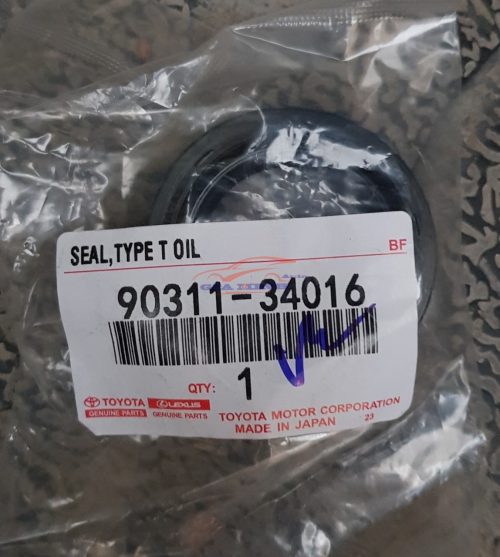 SEAL,TYPE T OIL
BF
90311-34016
QTY: 1
TOYOTA LEXUS
GENUINE PARTS GENUINE PARTS
TOYOTA MOTOR CORPORATION
MADE IN JAPAN 23